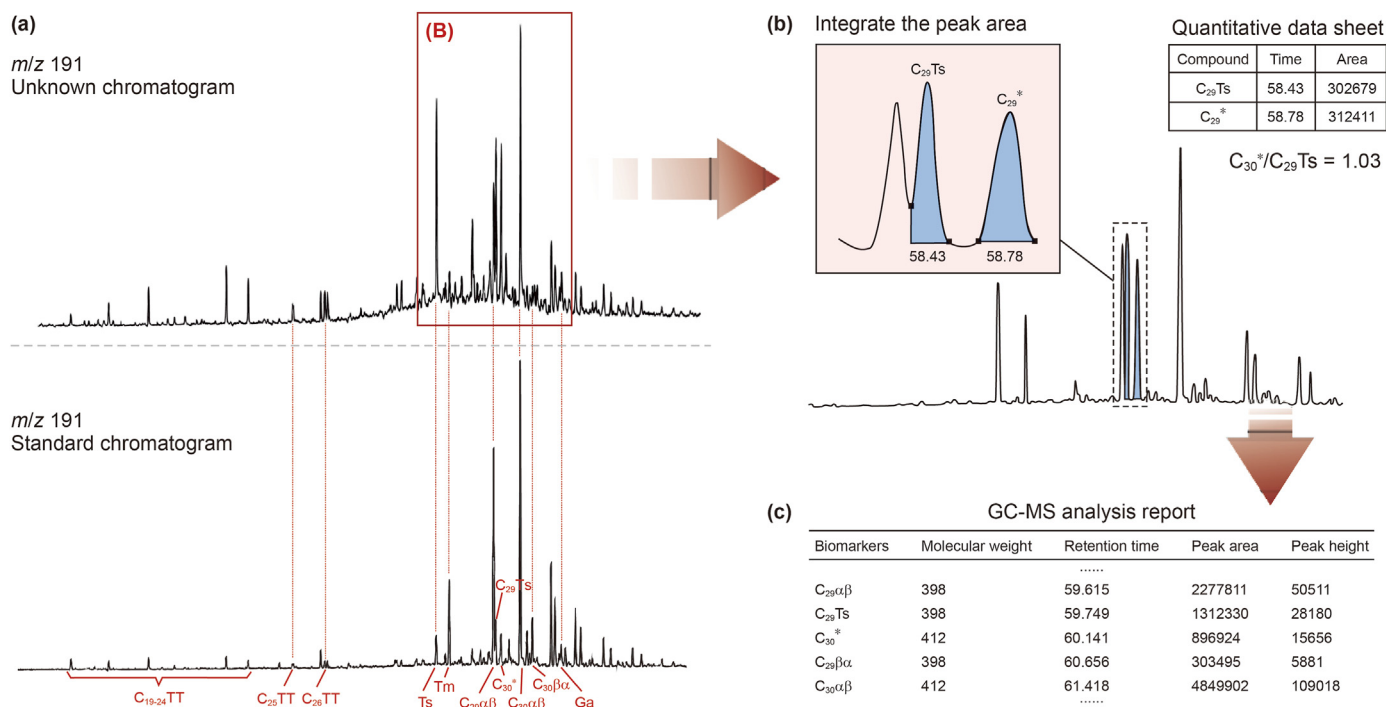 (a)
m/z 191
Unknown chromatogram
(B)
m/z 191
Standard chromatogram
C₂₉Ts
C₁₉₋₂₄TT
C₂₅TT
C₂₆TT
Ts
Tm
C₂₉αβ
C₃₀*
C₃₀αβ
C₃₀βα
Ga
(b)
Integrate the peak area
C₂₉Ts
C₂₉*
58.43
58.78
Quantitative data sheet
Compound Time Area
C₂₉Ts 58.43 302679
C₂₉* 58.78 312411
C₃₀*/C₂₉Ts = 1.03
(c)
GC-MS analysis report
Biomarkers Molecular weight Retention time Peak area Peak height
......
C₂₉αβ 398 59.615 2277811 50511
C₂₉Ts 398 59.749 1312330 28180
C₃₀* 412 60.141 896924 15656
C₂₉βα 398 60.656 303495 5881
C₃₀αβ 412 61.418 4849902 109018
......